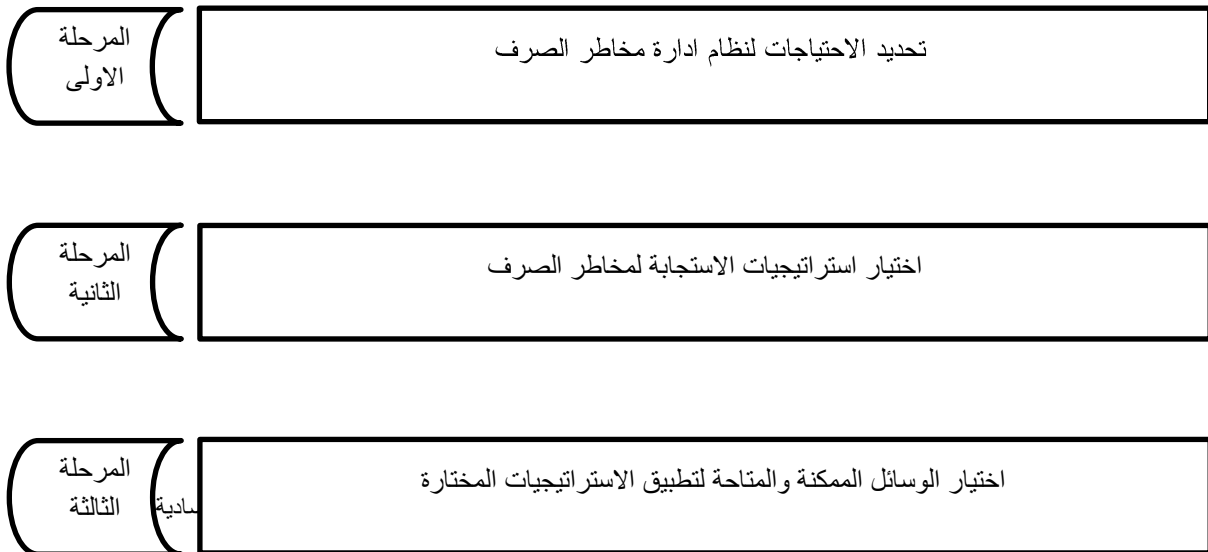 المرحلة
الاولى
تحديد الاحتياجات لنظام ادارة مخاطر الصرف
المرحلة
الثانية
اختيار استراتيجيات الاستجابة لمخاطر الصرف
المرحلة
الثالثة
اختيار الوسائل الممكنة والمتاحة لتطبيق الاستراتيجيات المختارة